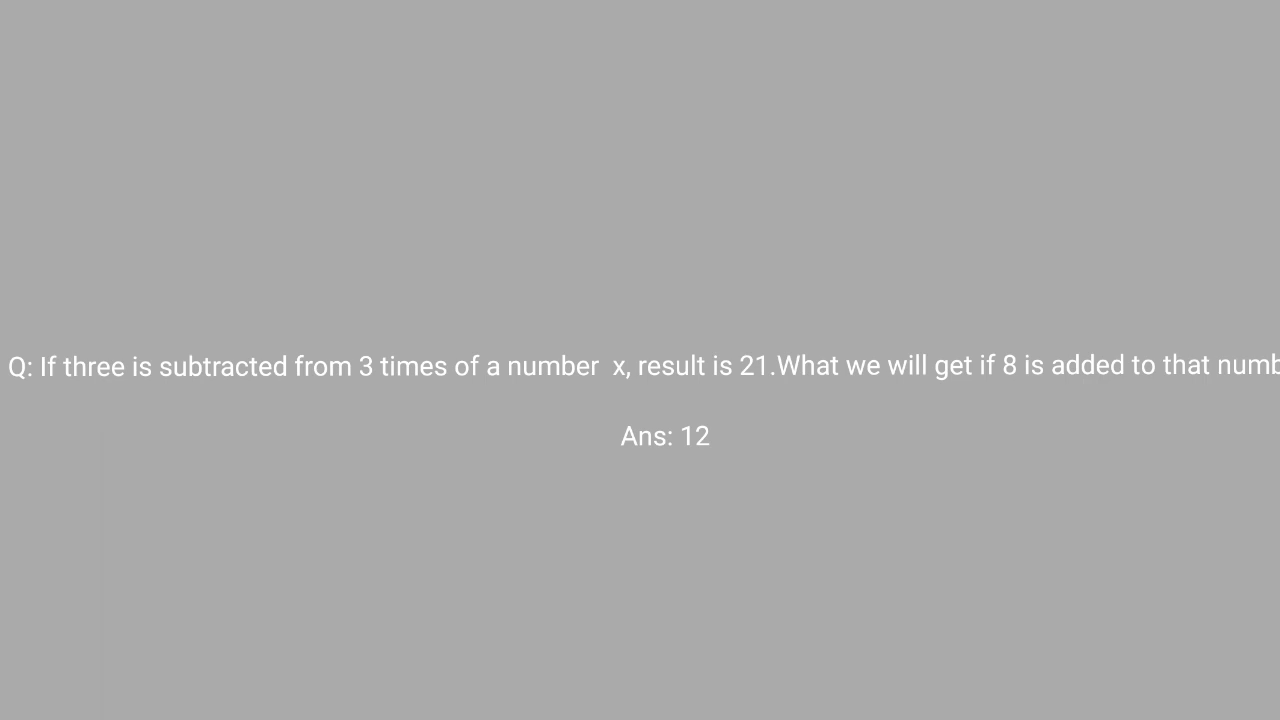 Q: If three is subtracted from 3 times of a number  x, result is 21.What we will get if 8 is added to that numb
Ans: 12